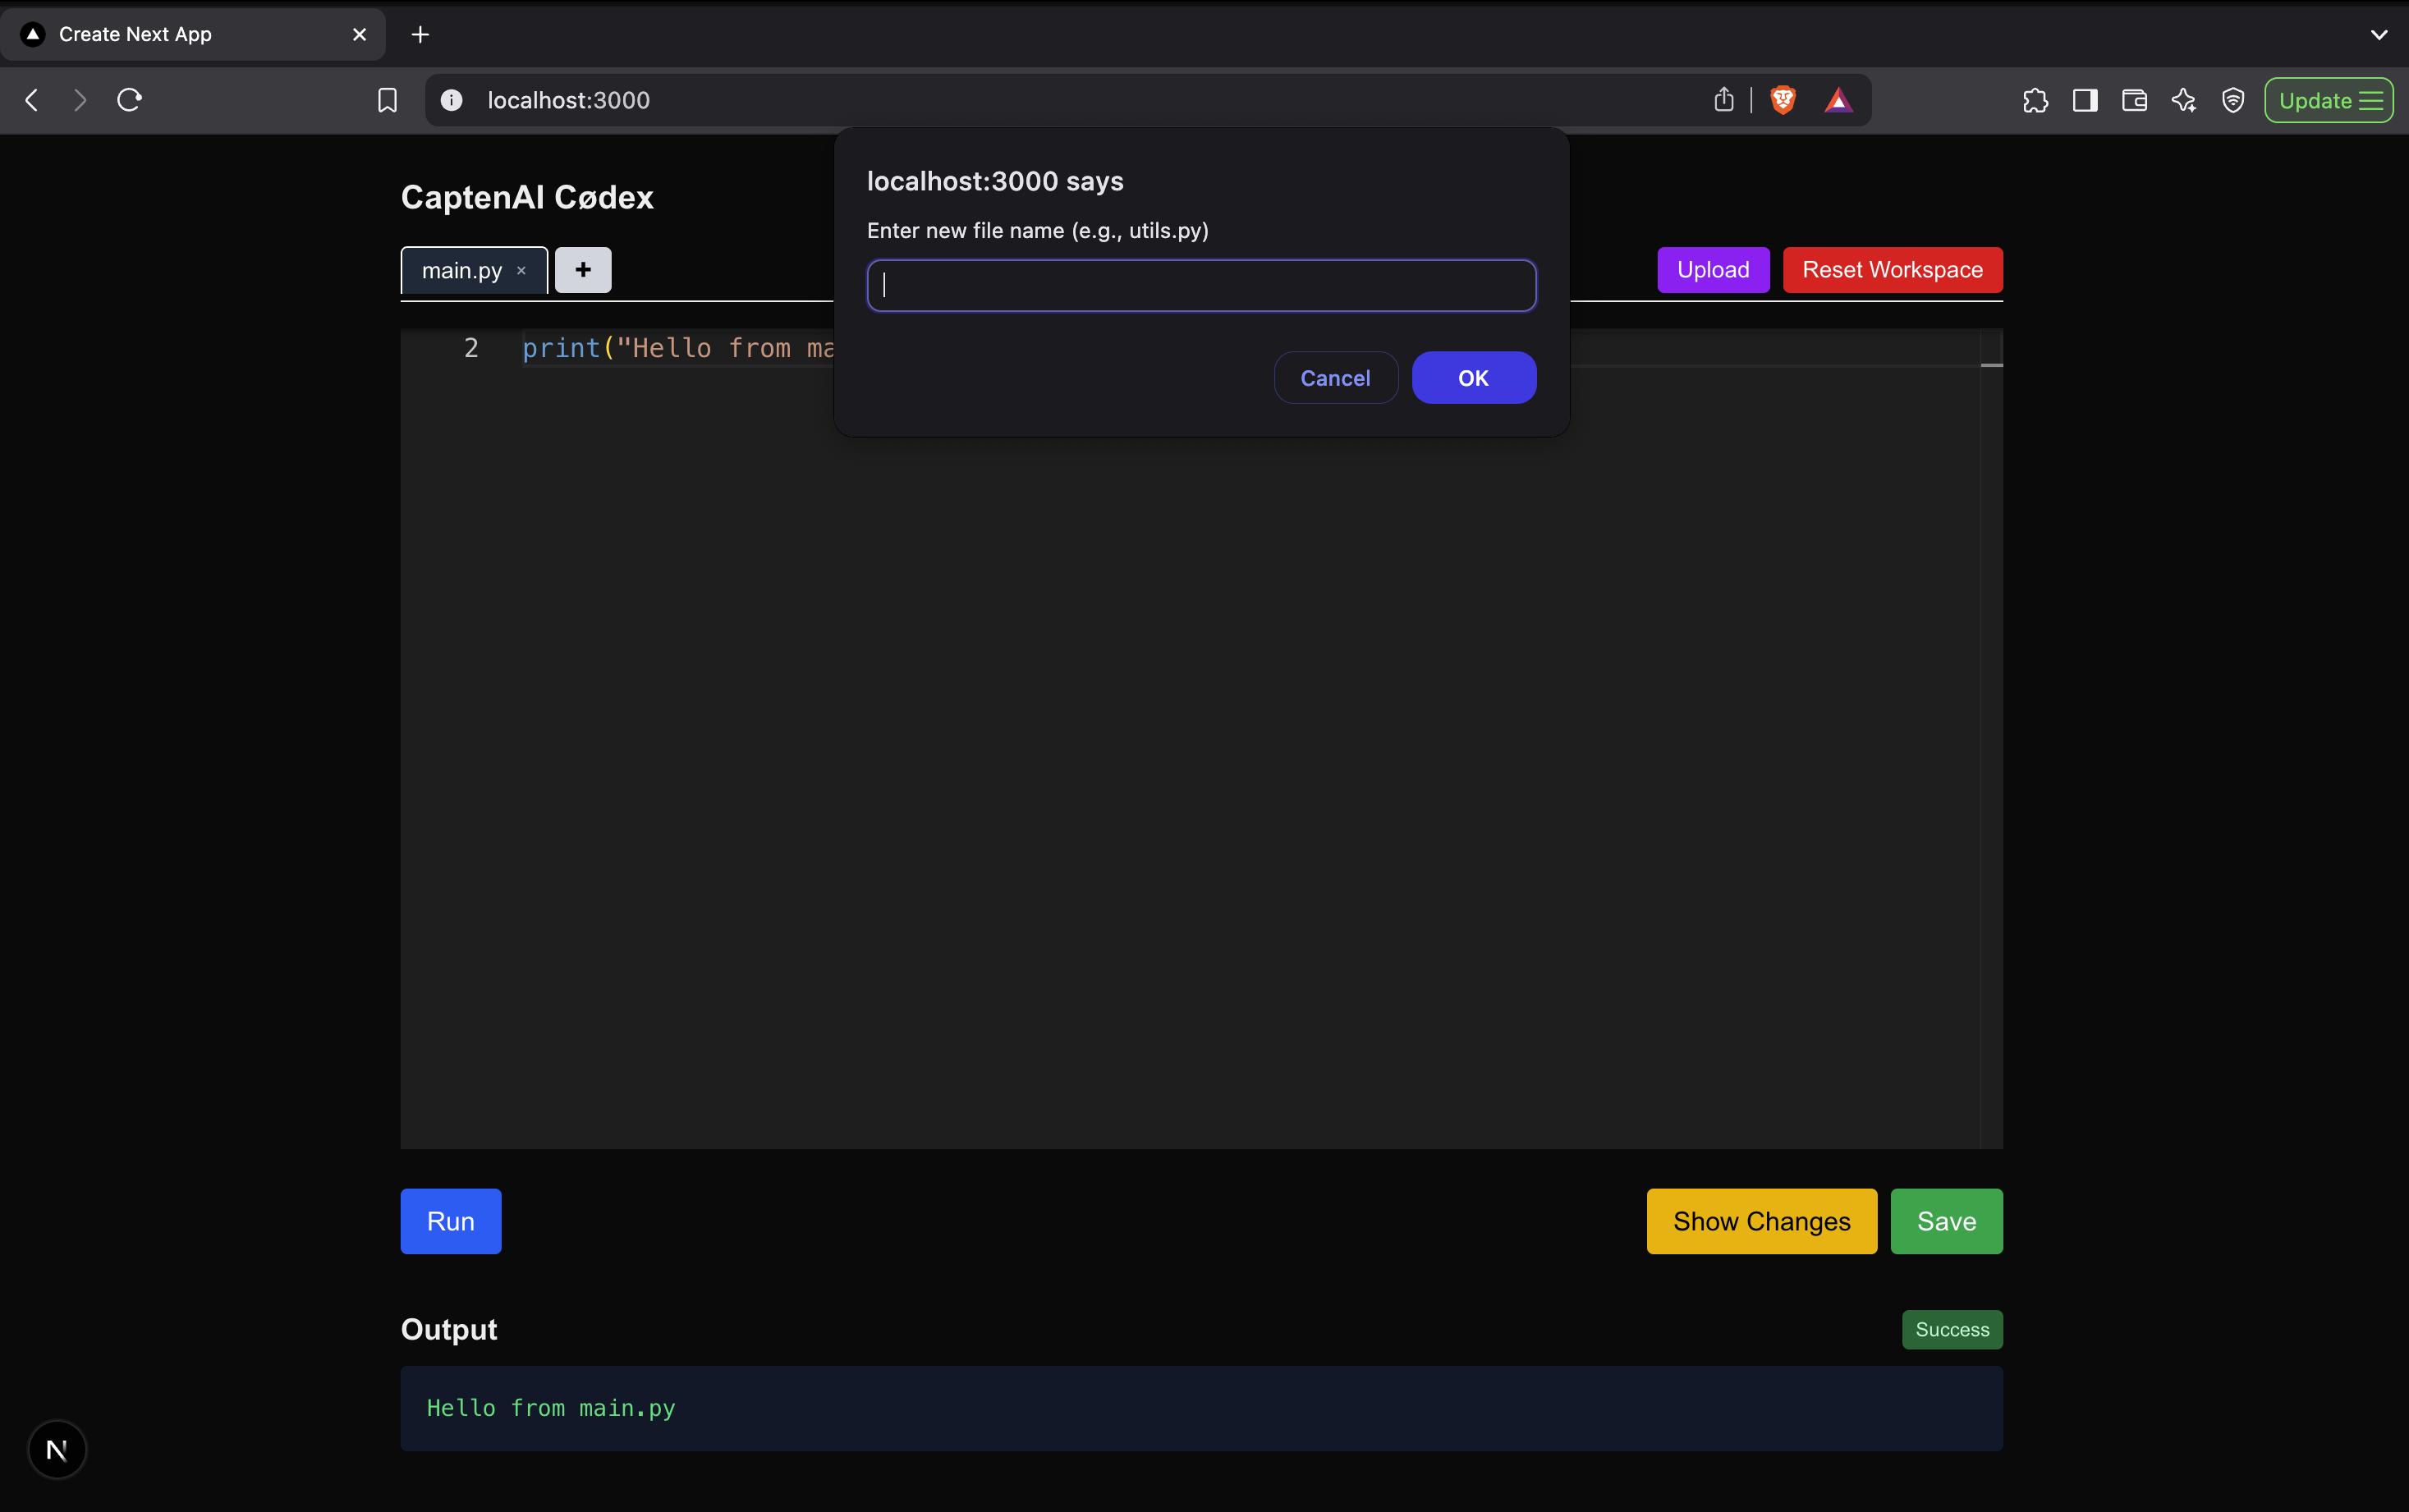 Create Next App
localhost:3000
Update
localhost:3000 says
Enter new file name (e.g., utils.py)
Cancel
OK
CaptenAI Cødex
main.py × +
Upload
Reset Workspace
2 print("Hello from ma
Run
Show Changes
Save
Output
Success
Hello from main.py
N